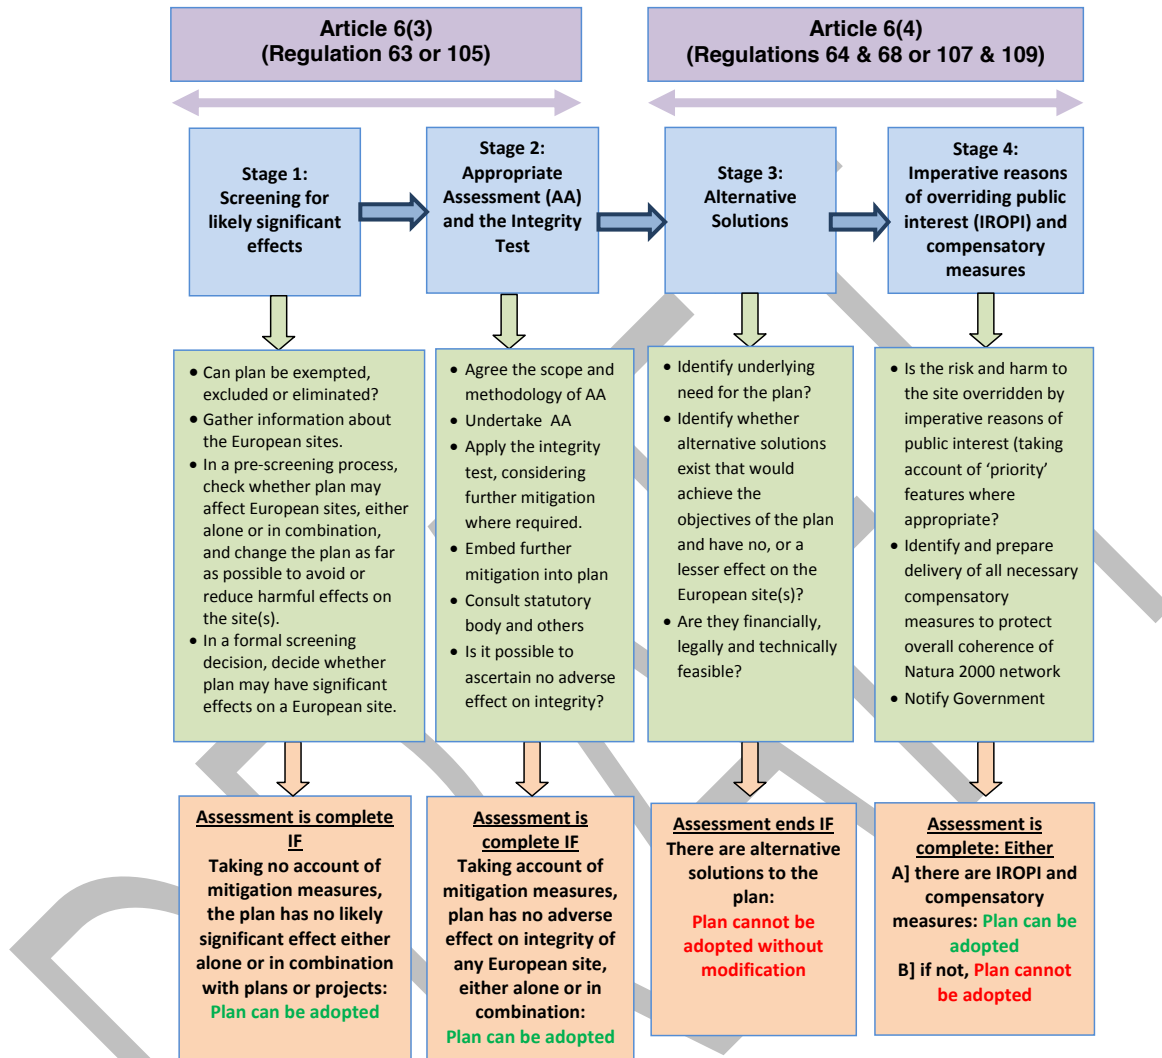 Article 6(3)
(Regulation 63 or 105)
Article 6(4)
(Regulations 64 & 68 or 107 & 109)
Stage 1:
Screening for
likely significant
effects
Stage 2:
Appropriate
Assessment (AA)
and the Integrity
Test
Stage 3:
Alternative
Solutions
Stage 4:
Imperative reasons
of overriding public
interest (IROPI) and
compensatory
measures
• Can plan be exempted,
excluded or eliminated?
• Gather information about
the European sites.
• In a pre-screening process,
check whether plan may
affect European sites, either
alone or in combination,
and change the plan as far
as possible to avoid or
reduce harmful effects on
the site(s).
• In a formal screening
decision, decide whether
plan may have significant
effects on a European site.
• Agree the scope and
methodology of AA
• Undertake AA
• Apply the integrity
test, considering
further mitigation
where required.
• Embed further
mitigation into plan
• Consult statutory
body and others
• Is it possible to
ascertain no adverse
effect on integrity?
• Identify underlying
need for the plan?
• Identify whether
alternative solutions
exist that would
achieve the
objectives of the plan
and have no, or a
lesser effect on the
European site(s)?
• Are they financially,
legally and technically
feasible?
• Is the risk and harm to
the site overridden by
imperative reasons of
public interest (taking
account of ‘priority’
features where
appropriate?
• Identify and prepare
delivery of all necessary
compensatory
measures to protect
overall coherence of
Natura 2000 network
• Notify Government
Assessment is complete
IF
Taking no account of
mitigation measures,
the plan has no likely
significant effect either
alone or in combination
with plans or projects:
Plan can be adopted
Assessment is
complete IF
Taking account of
mitigation measures,
plan has no adverse
effect on integrity of
any European site,
either alone or in
combination:
Plan can be adopted
Assessment ends IF
There are alternative
solutions to the
plan:
Plan cannot be
adopted without
modification
Assessment is
complete: Either
A] there are IROPI and
compensatory
measures: Plan can be
adopted
B] if not, Plan cannot
be adopted